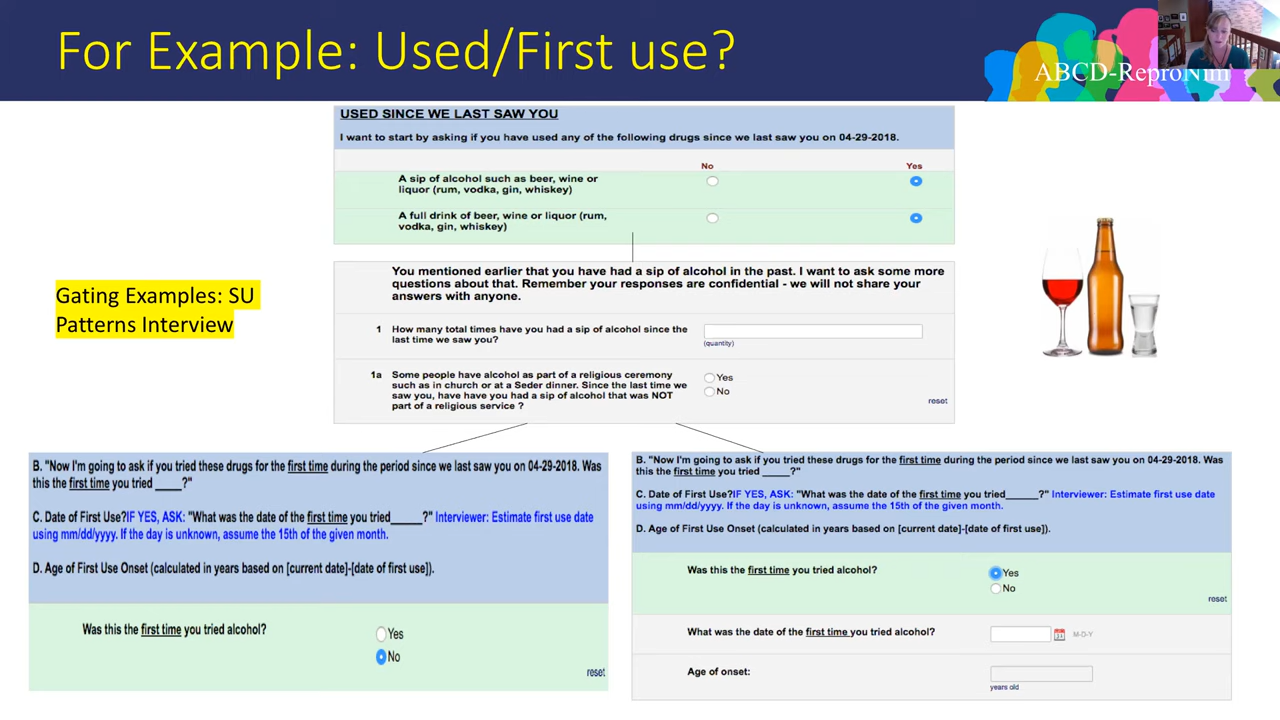 For Example: Used/First use?
ABCD-ReproNim
USED SINCE WE LAST SAW YOU
I want to start by asking if you have used any of the following drugs since we last saw you on 04-29-2018.
No Yes
A sip of alcohol such as beer, wine or
liquor (rum, vodka, gin, whiskey)
A full drink of beer, wine or liquor (rum,
vodka, gin, whiskey)
Gating Examples: SU
Patterns Interview
You mentioned earlier that you have had a sip of alcohol in the past. I want to ask some more
questions about that. Remember your responses are confidential - we will not share your
answers with anyone.
1 How many total times have you had a sip of alcohol since the
last time we saw you?
(quantity)
1a Some people have alcohol as part of a religious ceremony
such as in church or at a Seder dinner. Since the last time we
saw you, have have you had a sip of alcohol that was NOT
part of a religious service ?
Yes
No
reset
B. "Now I'm going to ask if you tried these drugs for the first time during the period since we last saw you on 04-29-2018. Was
this the first time you tried ____?"
C. Date of First Use?IF YES, ASK: "What was the date of the first time you tried_____?" Interviewer: Estimate first use date
using mm/dd/yyyy. If the day is unknown, assume the 15th of the given month.
D. Age of First Use Onset (calculated in years based on [current date]-[date of first use]).
Was this the first time you tried alcohol?
Yes
No
reset
B. "Now I'm going to ask if you tried these drugs for the first time during the period since we last saw you on 04-29-2018. Was
this the first time you tried _____?"
C. Date of First Use?IF YES, ASK: "What was the date of the first time you tried______?" Interviewer: Estimate first use date
using mm/dd/yyyy. If the day is unknown, assume the 15th of the given month.
D. Age of First Use Onset (calculated in years based on [current date]-[date of first use]).
Was this the first time you tried alcohol?
Yes
No
reset
What was the date of the first time you tried alcohol?
31 M-D-Y
Age of onset:
years old